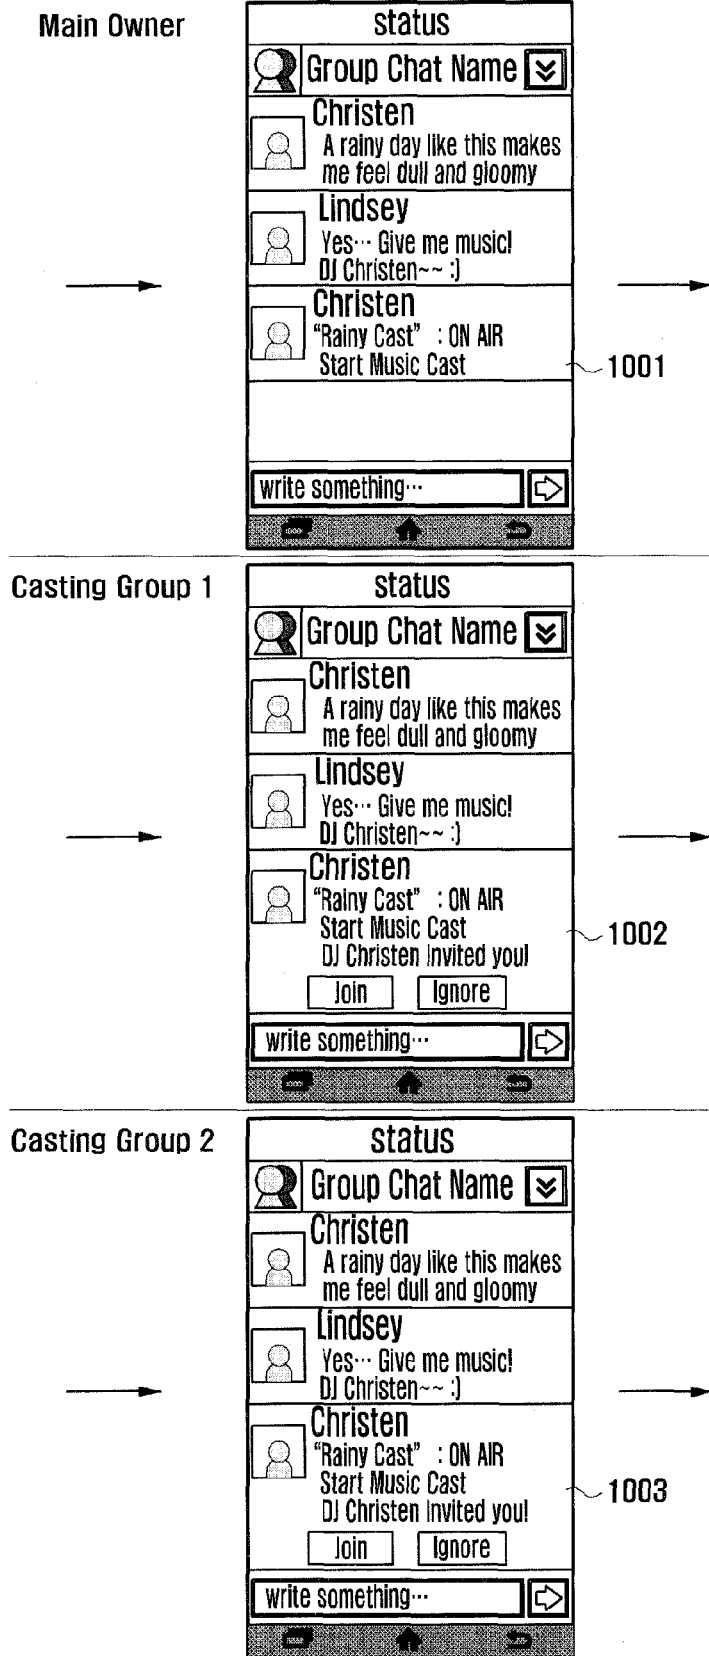 Main Owner
status
Group Chat Name
Christen
A rainy day like this makes
me feel dull and gloomy
Lindsey
Yes··· Give me music!
DJ Christen~~ :)
Christen
“Rainy Cast” : ON AIR
Start Music Cast
1001
write something···
Casting Group 1
status
Group Chat Name
Christen
A rainy day like this makes
me feel dull and gloomy
Lindsey
Yes··· Give me music!
DJ Christen~~ :)
Christen
“Rainy Cast” : ON AIR
Start Music Cast
1002
DJ Christen Invited you!
Join Ignore
write something···
Casting Group 2
status
Group Chat Name
Christen
A rainy day like this makes
me feel dull and gloomy
Lindsey
Yes··· Give me music!
DJ Christen~~ :)
Christen
“Rainy Cast” : ON AIR
Start Music Cast
1003
DJ Christen Invited you!
Join Ignore
write something···